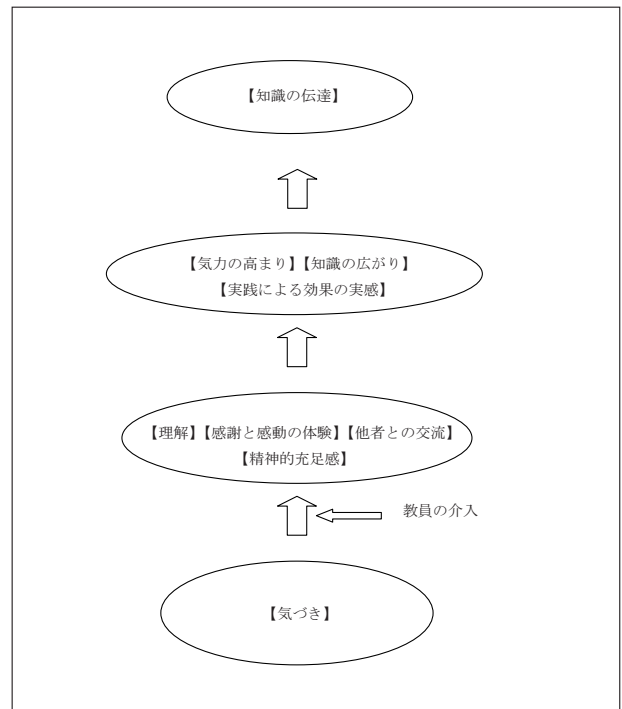 【知識の伝達】
【気力の高まり】【知識の広がり】
【実践による効果の実感】
【理解】【感謝と感動の体験】【他者との交流】
【精神的充足感】
教員の介入
【気づき】